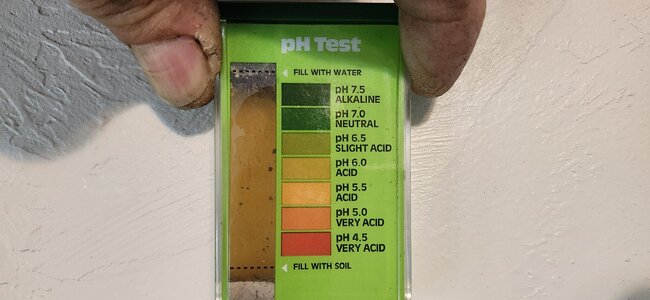 pH Test
FILL WITH WATER
pH 7.5
ALKALINE
pH 7.0
NEUTRAL
pH 6.5
SLIGHT ACID
pH 6.0
ACID
pH 5.5
ACID
pH 5.0
VERY ACID
pH 4.5
VERY ACID
FILL WITH SOIL